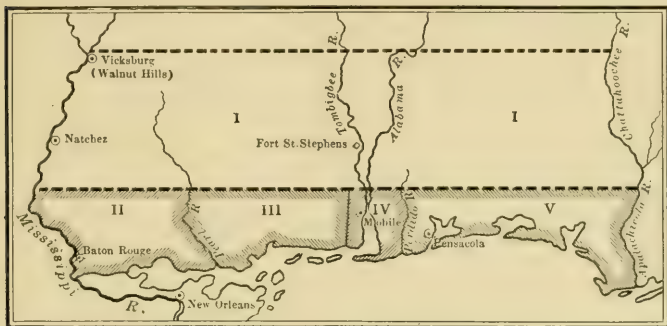 Vicksburg
(Walnut Hills)
Natchez
Fort St. Stephens
Tombigbee
R.
Alabama
R.
Chattahoochee
R.
I
I
II
III
IV
V
Mississippi
R.
Baton Rouge
Pearl
R.
Mobile
Perdido
R.
Pensacola
Apalachicola
R.
New Orleans